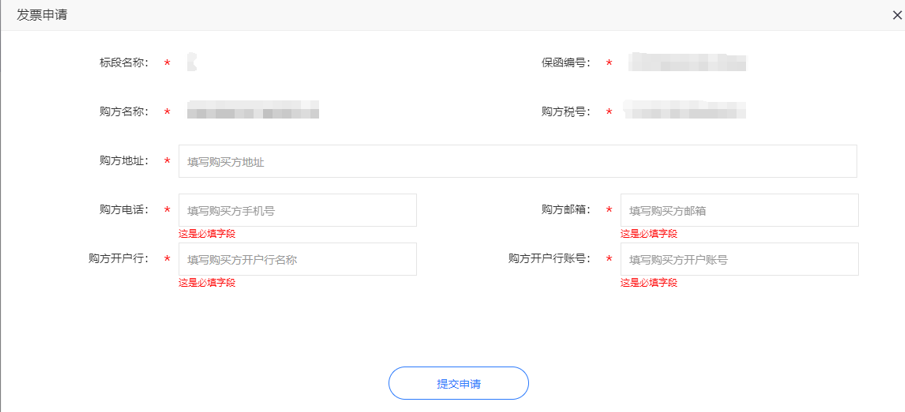 发票申请
标段名称： * 保函编号： *
购方名称： * 购方税号： *
购方地址： * 填写购买方地址
购方电话： * 填写购买方手机号 购方邮箱： * 填写购买方邮箱
这是必填字段 这是必填字段
购方开户行： * 填写购买方开户行名称 购方开户行账号： * 填写购买方开户账号
这是必填字段 这是必填字段
提交申请